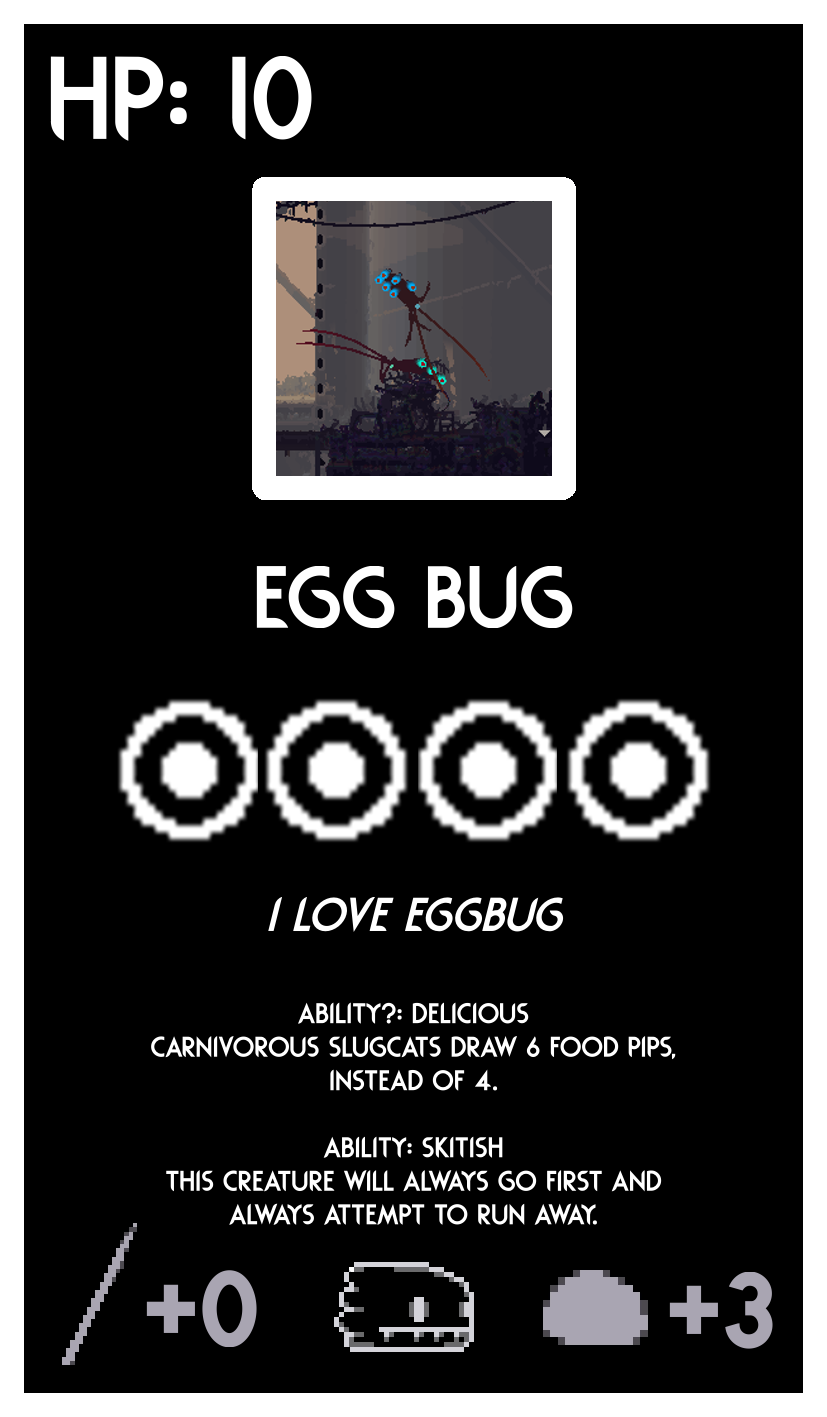 HP: 10
EGG BUG
I LOVE EGGBUG
ABILITY?: DELICIOUS
CARNIVOROUS SLUGCATS DRAW 6 FOOD PIPS,
INSTEAD OF 4.
ABILITY: SKITISH
THIS CREATURE WILL ALWAYS GO FIRST AND
ALWAYS ATTEMPT TO RUN AWAY.
+0 +3